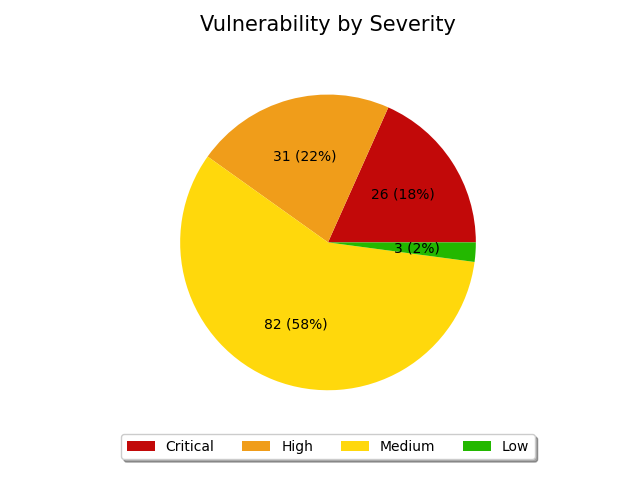 Vulnerability by Severity
31 (22%)
26 (18%)
3 (2%)
82 (58%)
Critical High Medium Low